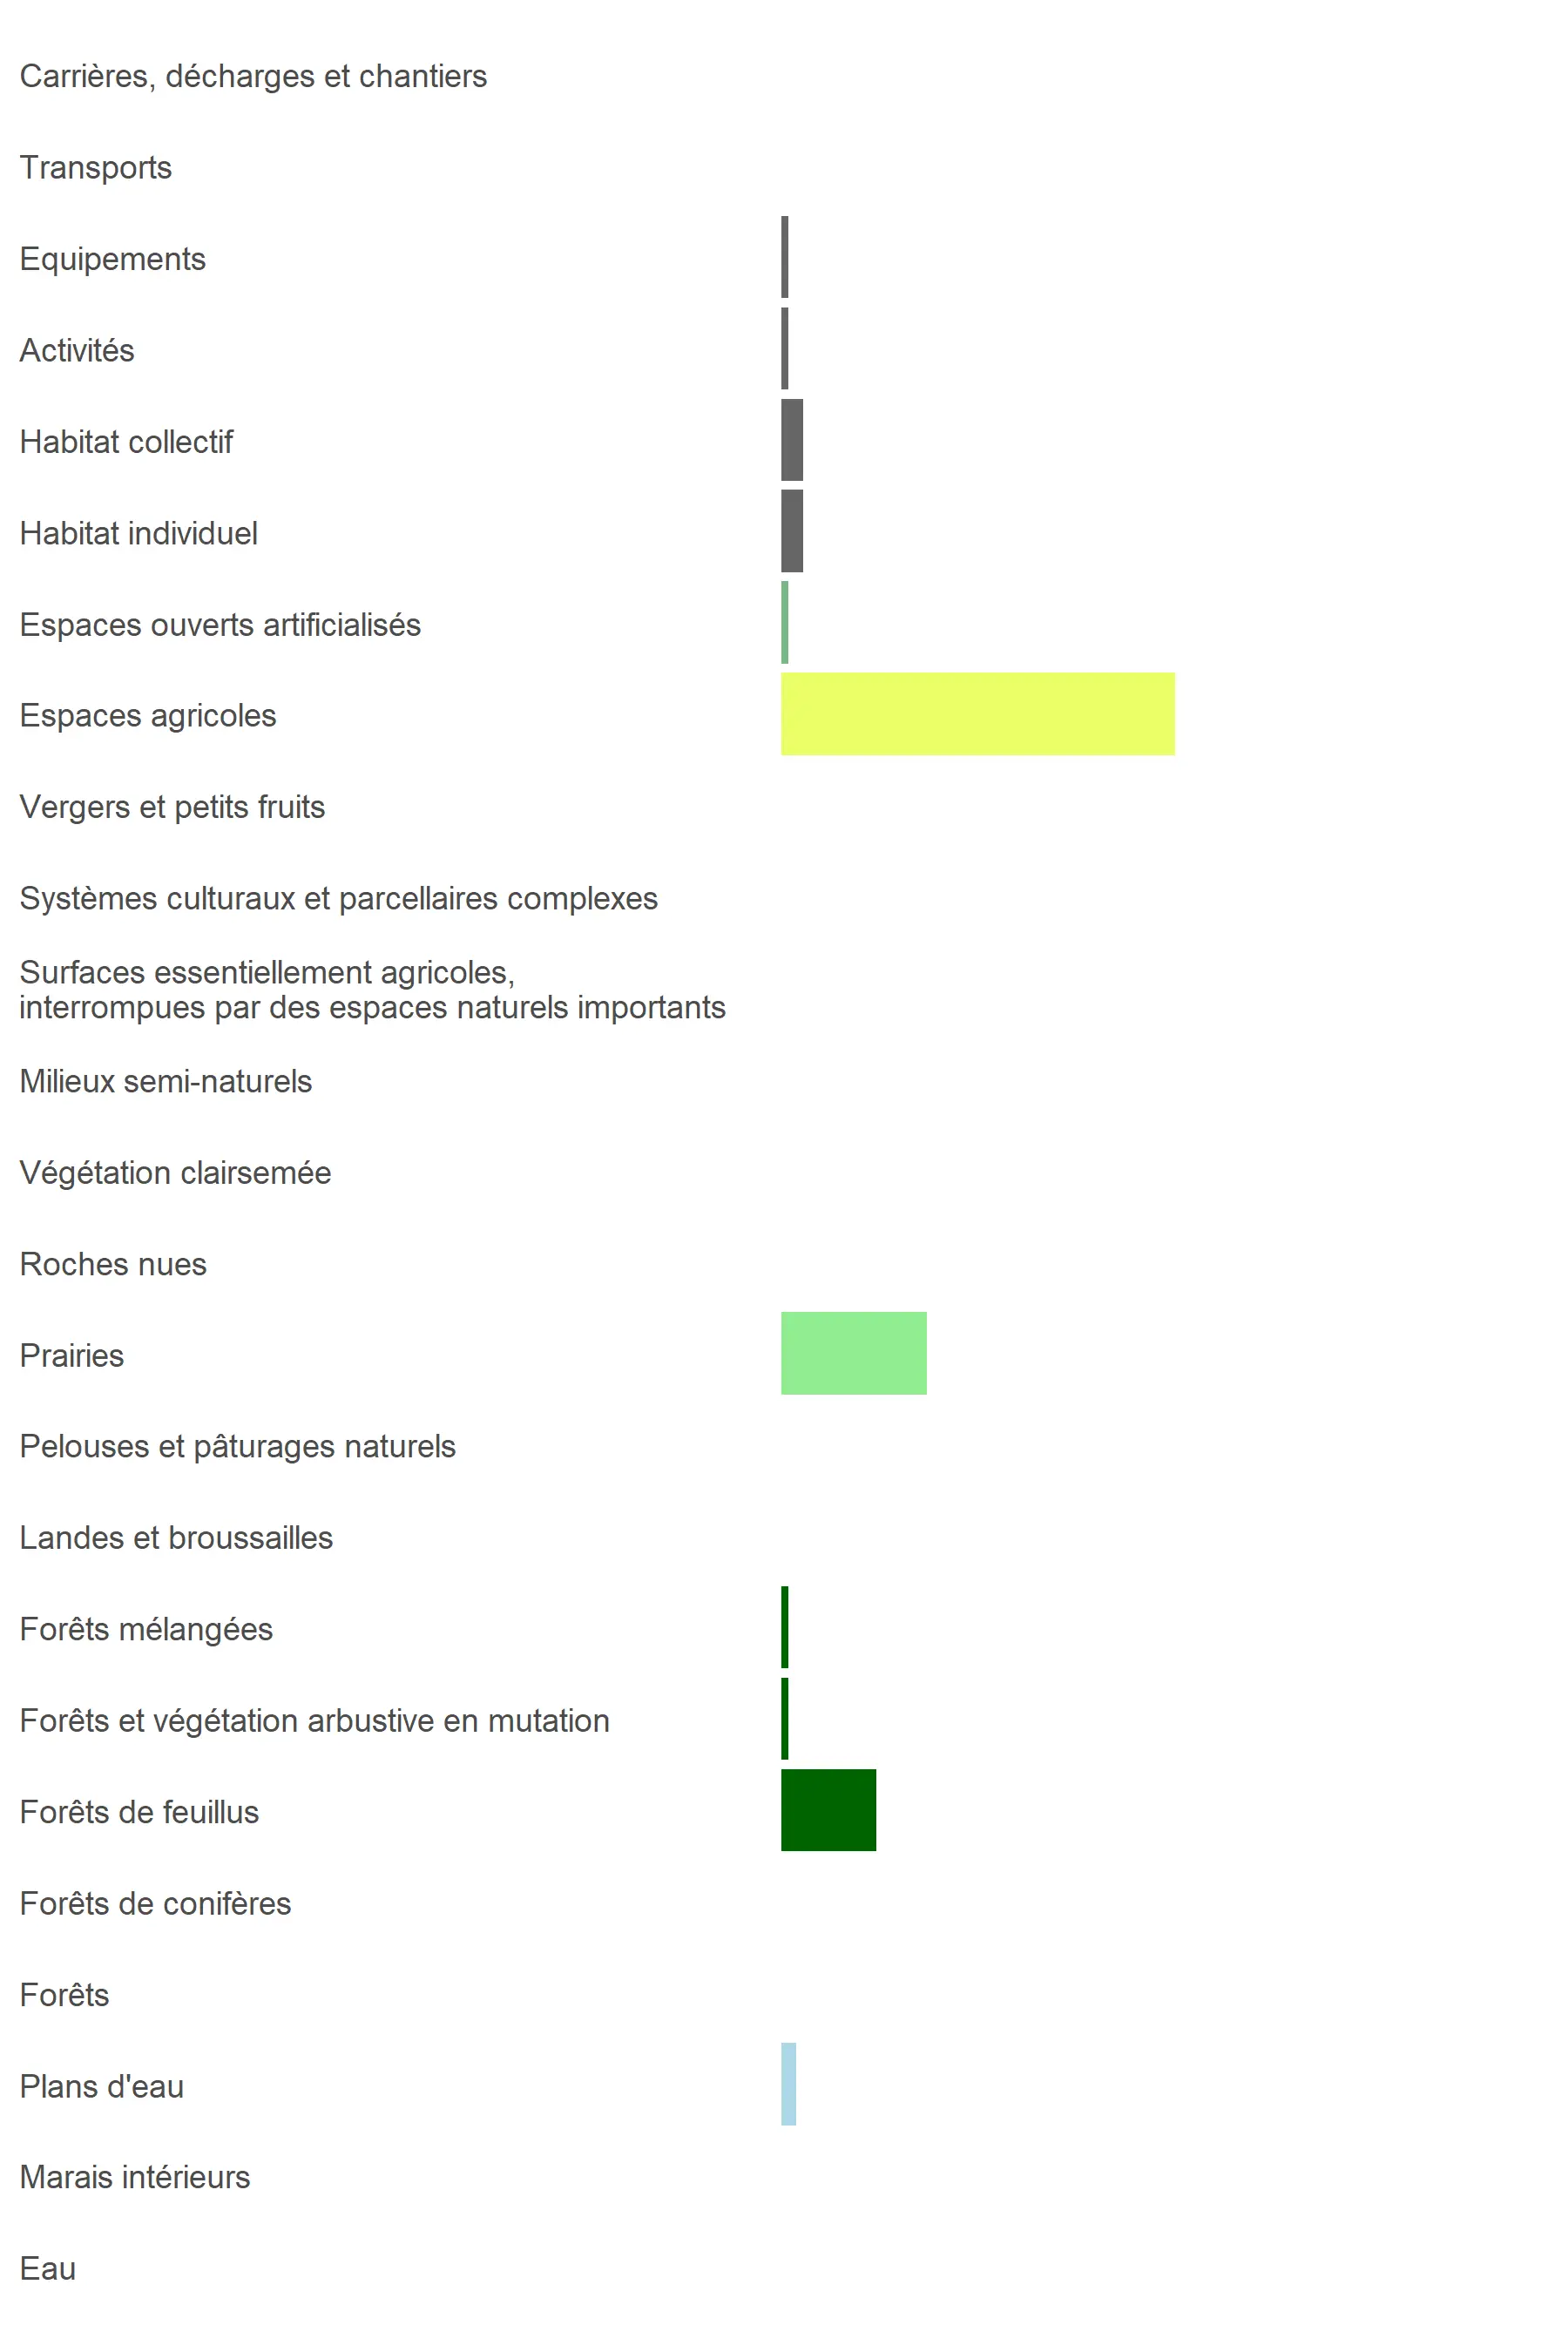 Carrières, décharges et chantiers
Transports
Equipements
Activités
Habitat collectif
Habitat individuel
Espaces ouverts artificialisés
Espaces agricoles
Vergers et petits fruits
Systèmes culturaux et parcellaires complexes
Surfaces essentiellement agricoles,
interrompues par des espaces naturels importants
Milieux semi-naturels
Végétation clairsemée
Roches nues
Prairies
Pelouses et pâturages naturels
Landes et broussailles
Forêts mélangées
Forêts et végétation arbustive en mutation
Forêts de feuillus
Forêts de conifères
Forêts
Plans d'eau
Marais intérieurs
Eau